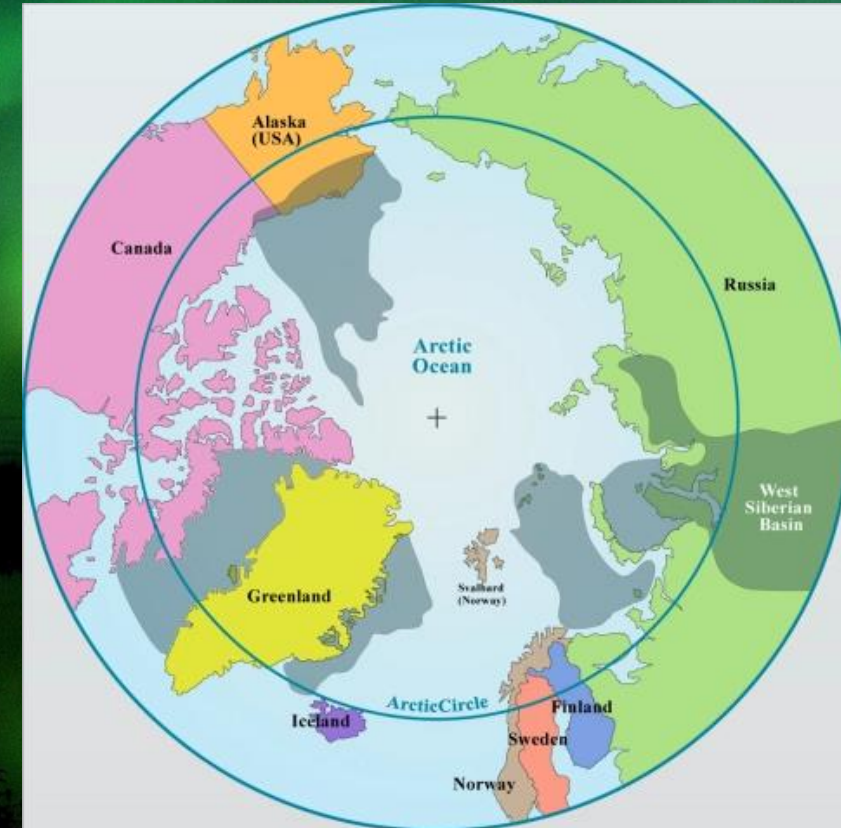 Alaska
(USA)
Canada
Russia
Arctic
Ocean
West
Siberian
Basin
Greenland
Svalbard
(Norway)
ArcticCircle
Iceland
Finland
Sweden
Norway